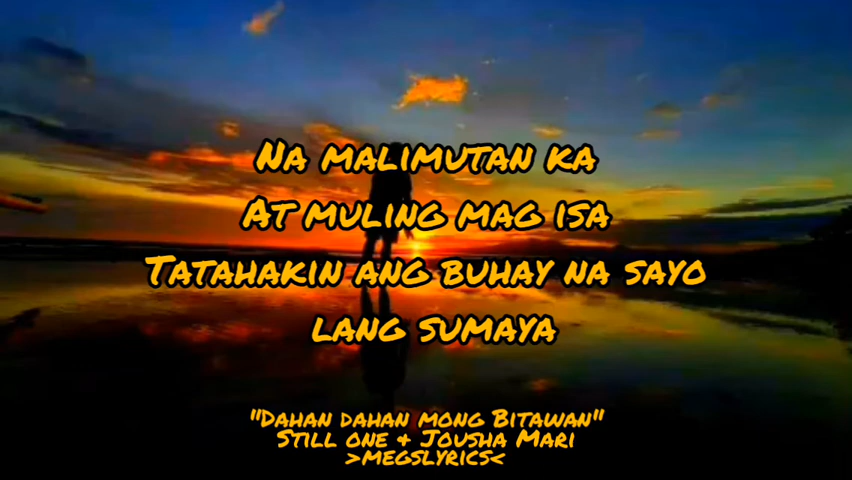 Na malimutan ka
At muling mag isa
Tatahakin ang buhay na sayo
lang sumaya
"Dahan dahan mong Bitawan"
Still one & Jousha Mari
>megslyrics<